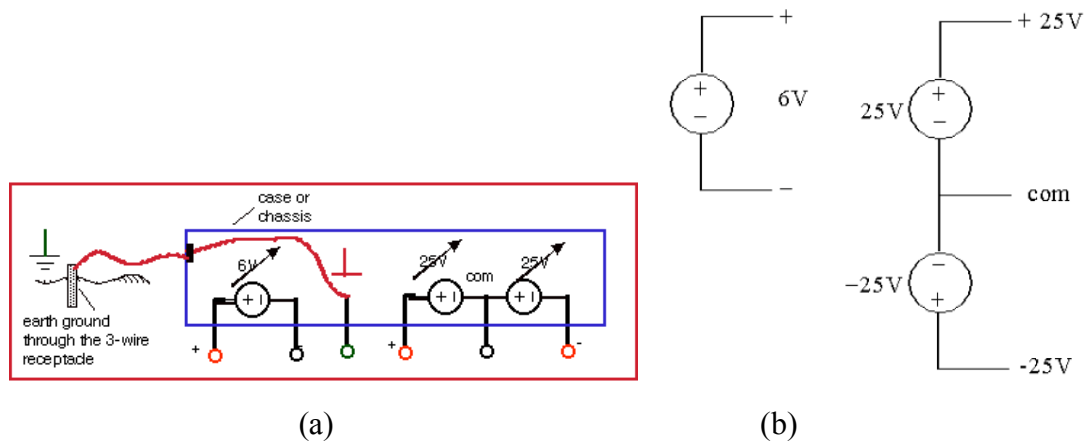 case or
chassis
6V
25V
com
25V
+ −
+ −
+ −
earth ground
through the 3-wire
receptacle
+
-
+
-
(a)
+
+
−
6V
−
+ 25V
25V
+
−
com
−25V
−
+
-25V
(b)